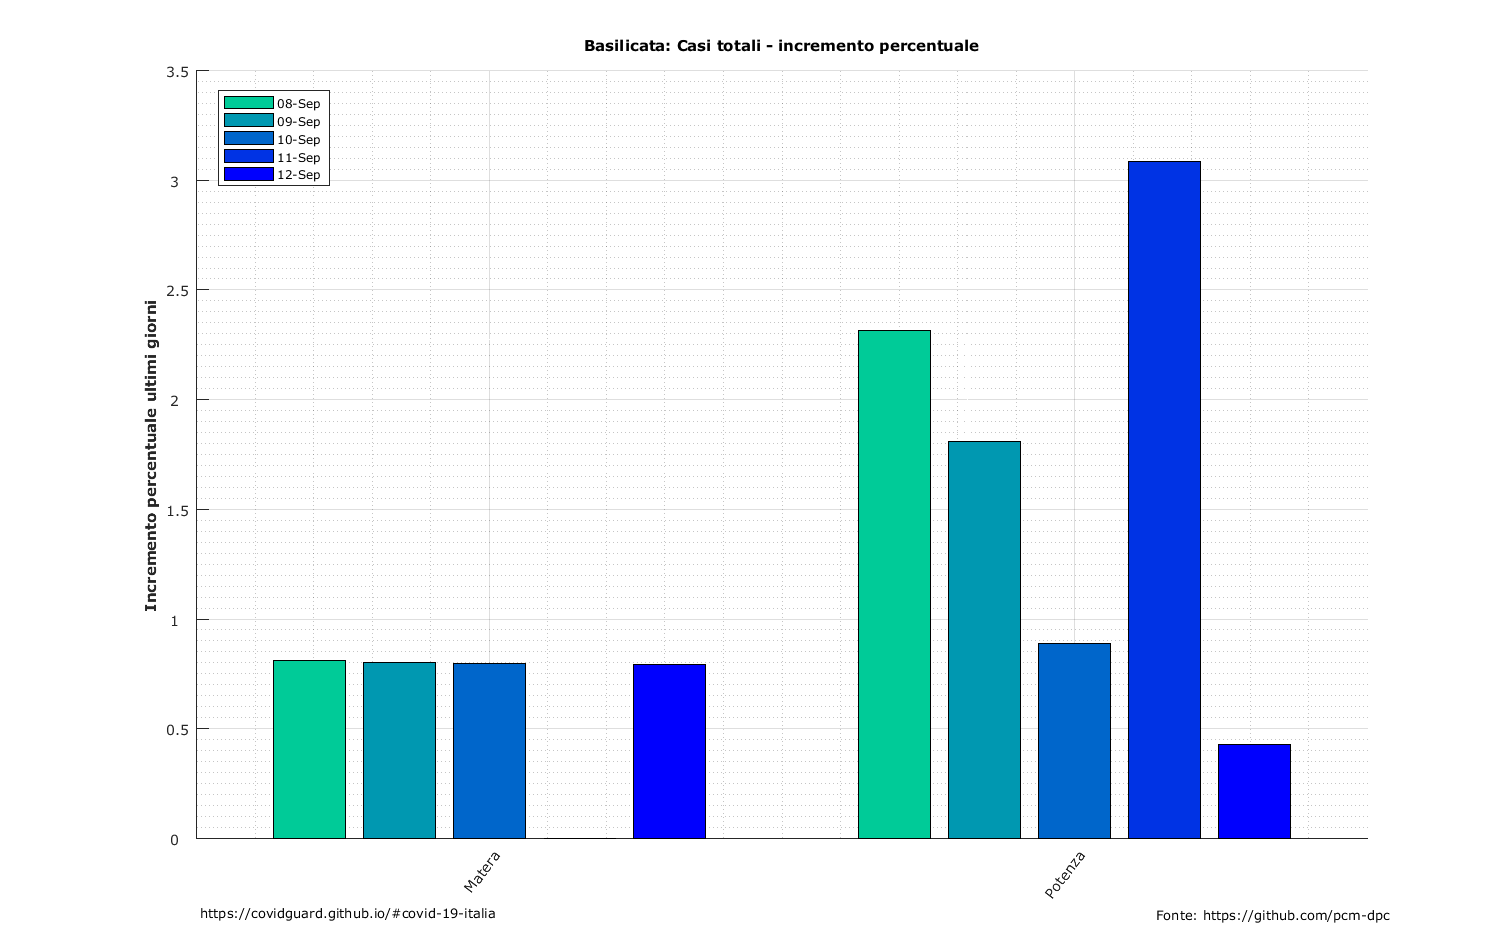 Basilicata: Casi totali - incremento percentuale
3.5
3
2.5
2
1.5
1
0.5
0
Incremento percentuale ultimi giorni
08-Sep
09-Sep
10-Sep
11-Sep
12-Sep
Matera
Potenza
https://covidguard.github.io/#covid-19-italia
Fonte: https://github.com/pcm-dpc